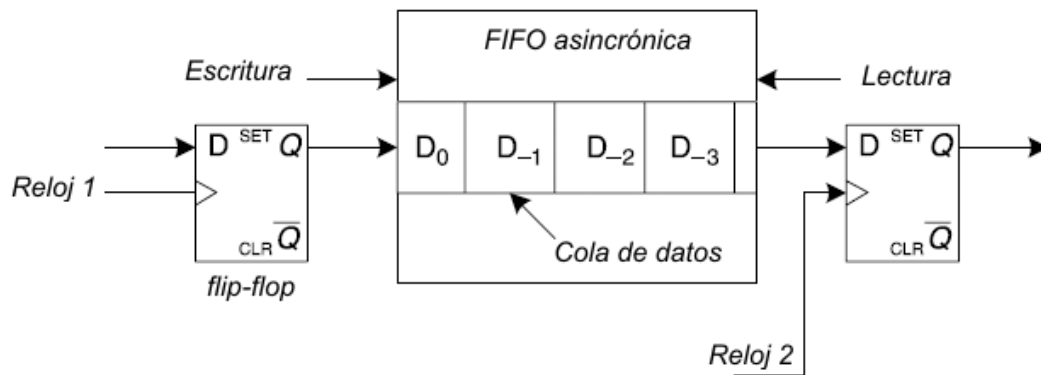 FIFO asincrónica
Escritura
Lectura
D SET Q
D₀ D₋₁ D₋₂ D₋₃
D SET Q
Reloj 1
CLR Q̅
Cola de datos
CLR Q̅
flip-flop
Reloj 2